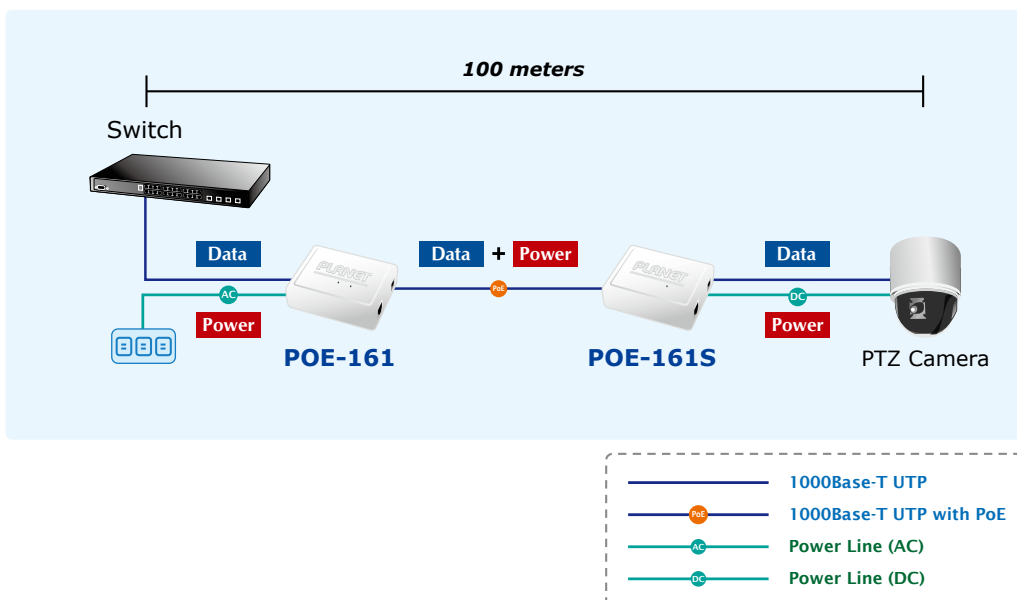 100 meters
Switch
Data
Data + Power
Data
PLANET
PLANET
AC
PoE
DC
Power
Power
POE-161
POE-161S
PTZ Camera
1000Base-T UTP
PoE
1000Base-T UTP with PoE
AC
Power Line (AC)
DC
Power Line (DC)